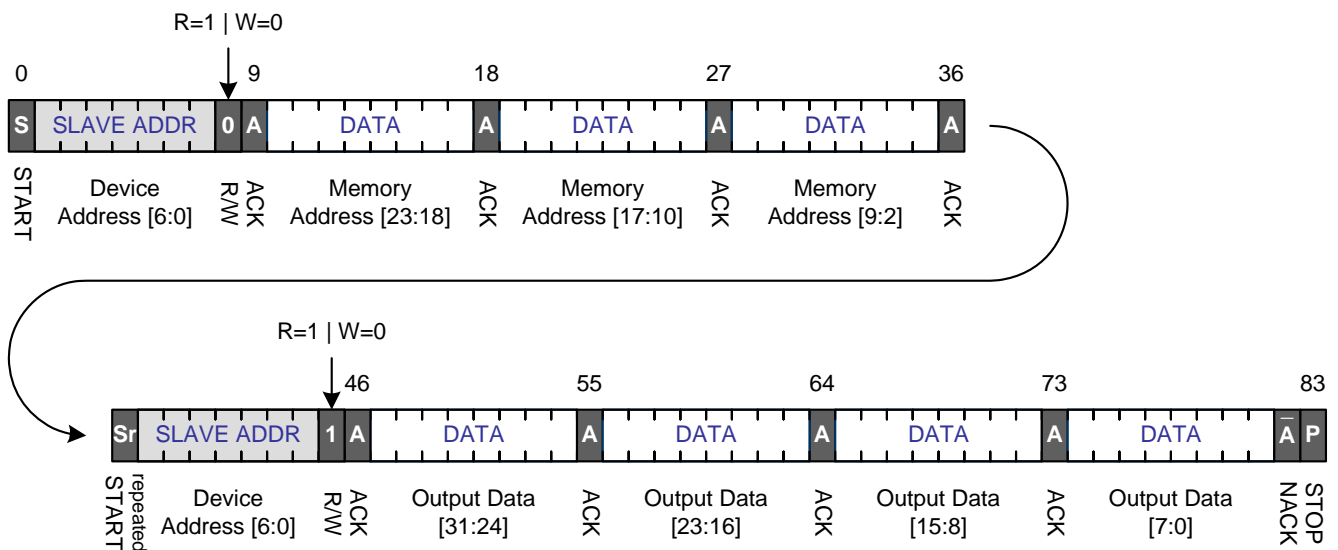 R=1 | W=0
0 9 18 27 36
S SLAVE ADDR 0 A DATA A DATA A DATA A
START Device Address [6:0] R/W ACK Memory Address [23:18] ACK Memory Address [17:10] ACK Memory Address [9:2] ACK
R=1 | W=0
46 55 64 73 83
Sr SLAVE ADDR 1 A DATA A DATA A DATA A DATA A̅ P
repeated START Device Address [6:0] R/W ACK Output Data [31:24] ACK Output Data [23:16] ACK Output Data [15:8] ACK Output Data [7:0] NACK STOP